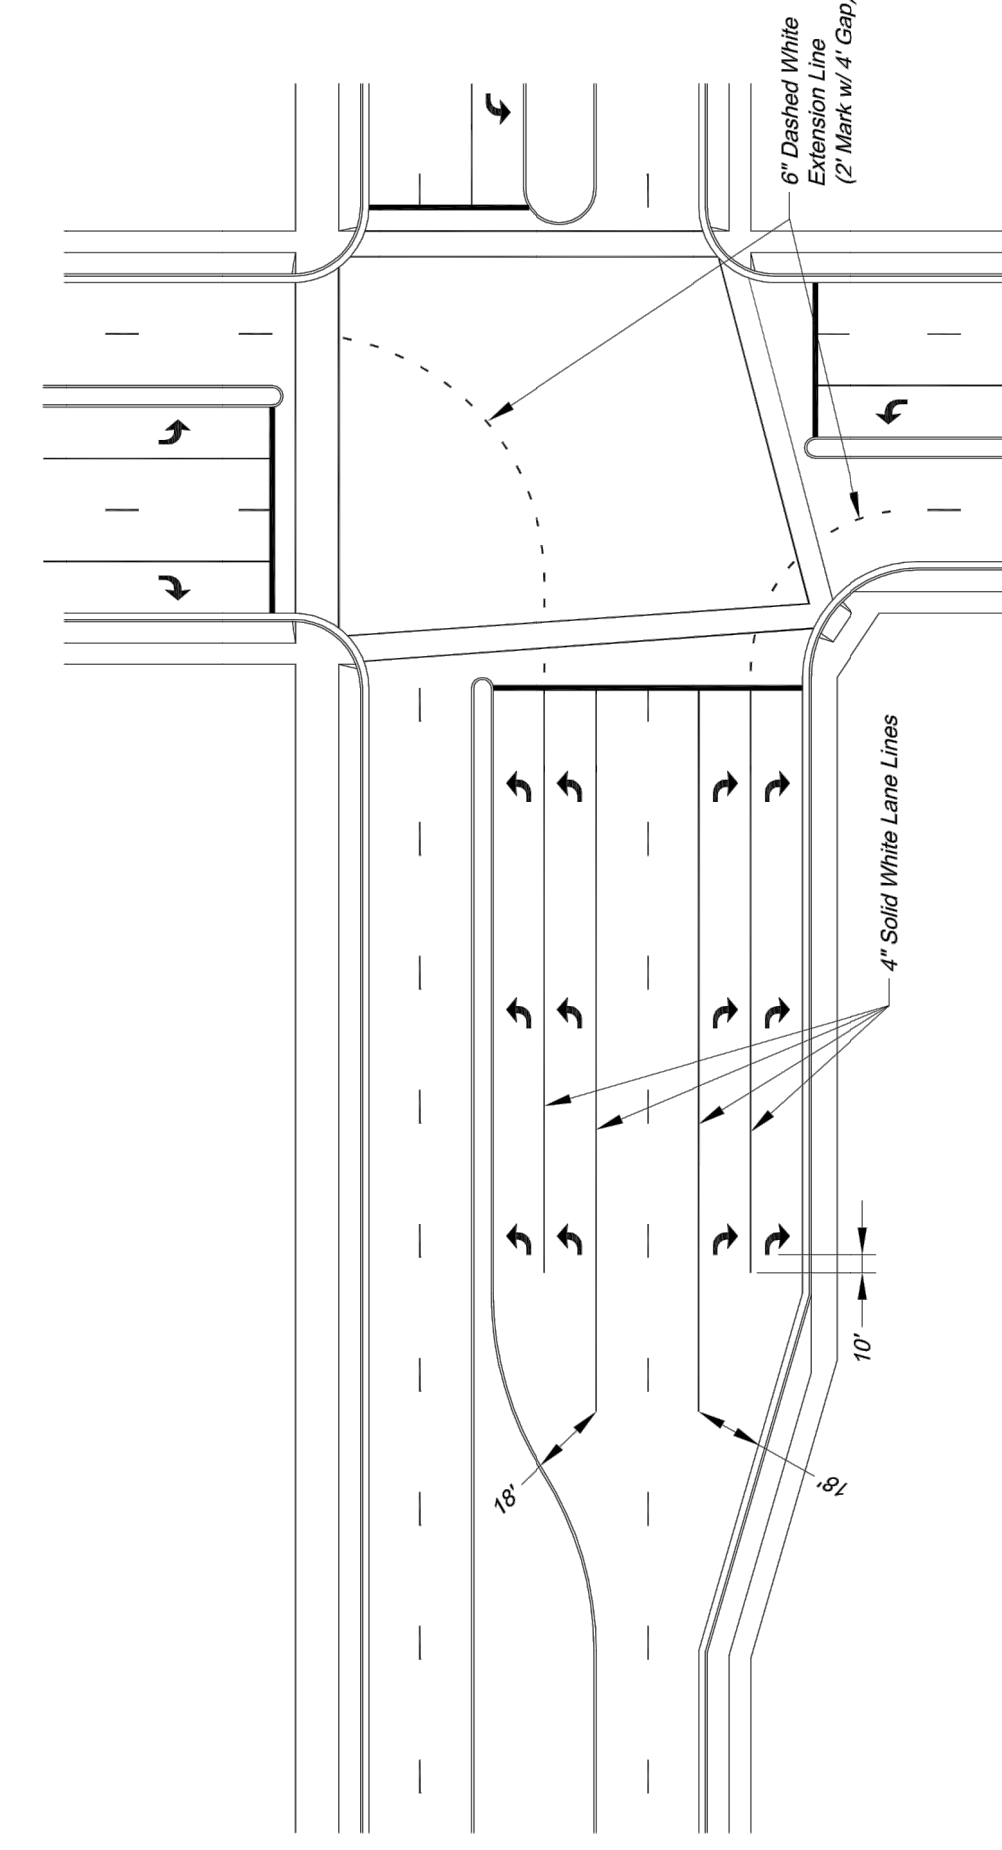 6" Dashed White
Extension Line
(2' Mark w/ 4' Gap)
4" Solid White Lane Lines
10'
18'
18'